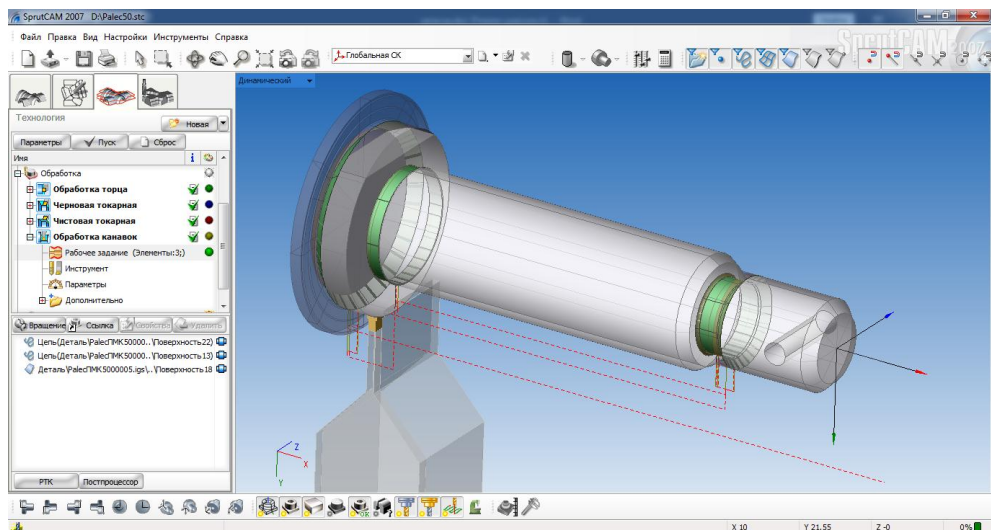 SprutCAM 2007 D:\Palec50.stc
Файл Правка Вид Настройки Инструменты Справка
Глобальная СК
SprutCAM 2007
Динамический
Технология
Новая
Параметры Пуск Сброс
Имя
Обработка
Обработка торца
Черновая токарная
Чистовая токарная
Обработка канавок
Рабочее задание (Элементы:3;)
Инструмент
Параметры
Дополнительно
Вращение Ссылка Свойства Удалить
Цепь(Деталь\PalecПМК50000.. \Поверхность22)
Цепь(Деталь\PalecПМК50000.. \Поверхность13)
Деталь\PalecПМК5000005.igs\.. \Поверхность18
Z
X
Y
РТК Постпроцессор
OK
X 10 Y 21.55 Z -0 0%